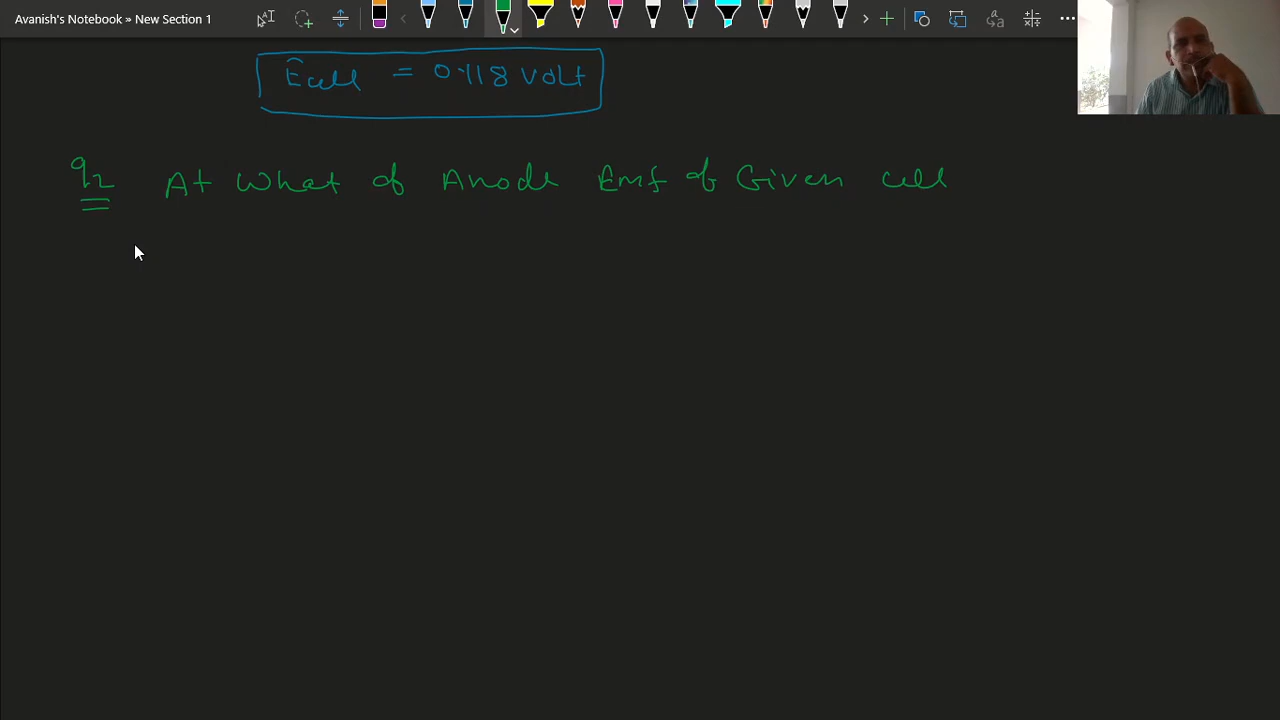 Avanish's Notebook » New Section 1
Ecell = 0.118 volt
q2 At What of Anode Emf of Given cell